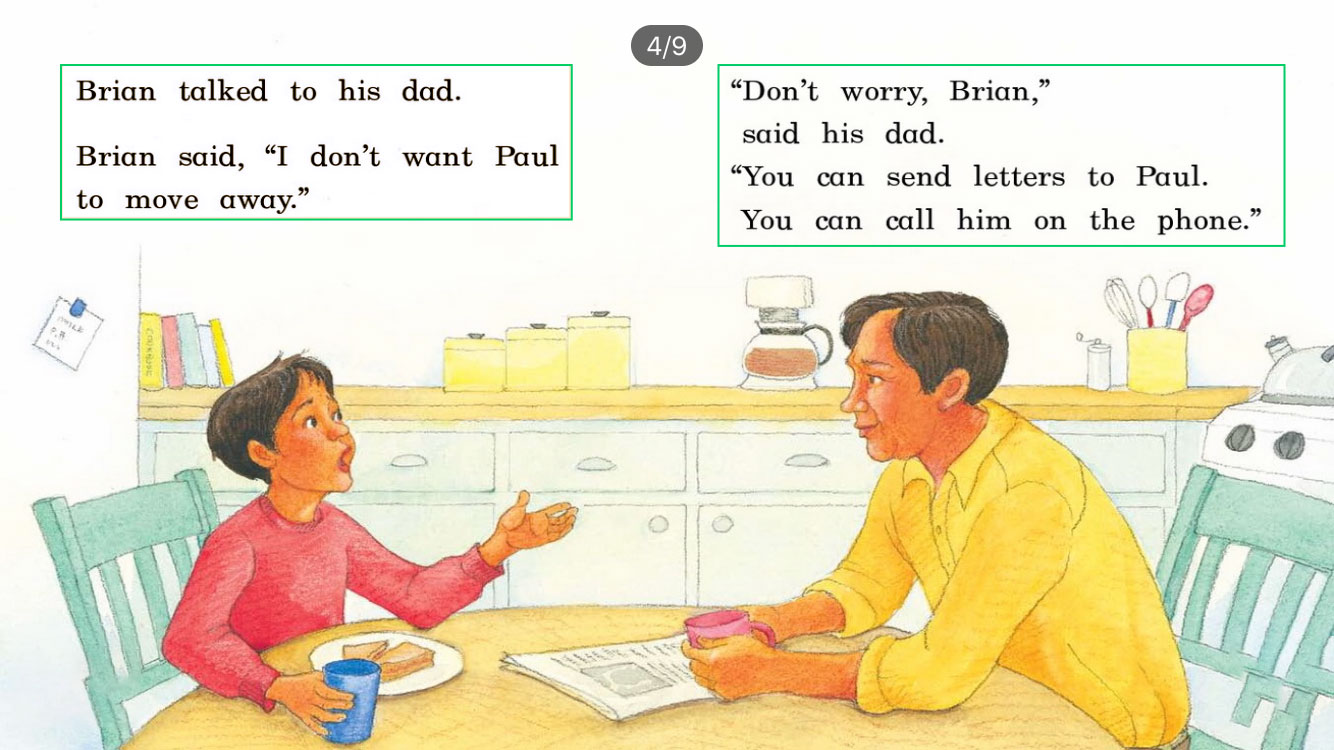 4/9
Brian talked to his dad.
Brian said, “I don’t want Paul
to move away.”
“Don’t worry, Brian,”
said his dad.
“You can send letters to Paul.
You can call him on the phone.”